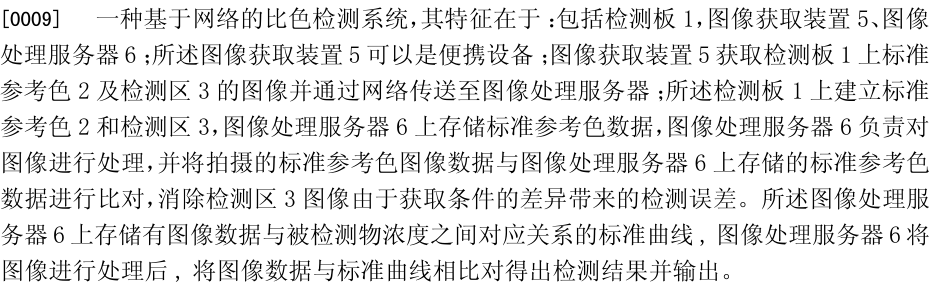 [0009] 一种基于网络的比色检测系统,其特征在于 :包括检测板 1,图像获取装置 5、图像
处理服务器 6 ;所述图像获取装置 5 可以是便携设备 ;图像获取装置 5 获取检测板 1 上标准
参考色 2 及检测区 3 的图像并通过网络传送至图像处理服务器 ;所述检测板 1 上建立标准
参考色 2 和检测区 3,图像处理服务器 6 上存储标准参考色数据,图像处理服务器 6 负责对
图像进行处理,并将拍摄的标准参考色图像数据与图像处理服务器 6 上存储的标准参考色
数据进行比对,消除检测区 3 图像由于获取条件的差异带来的检测误差。所述图像处理服
务器 6 上存储有图像数据与被检测物浓度之间对应关系的标准曲线 , 图像处理服务器 6 将
图像进行处理后 , 将图像数据与标准曲线相比对得出检测结果并输出。